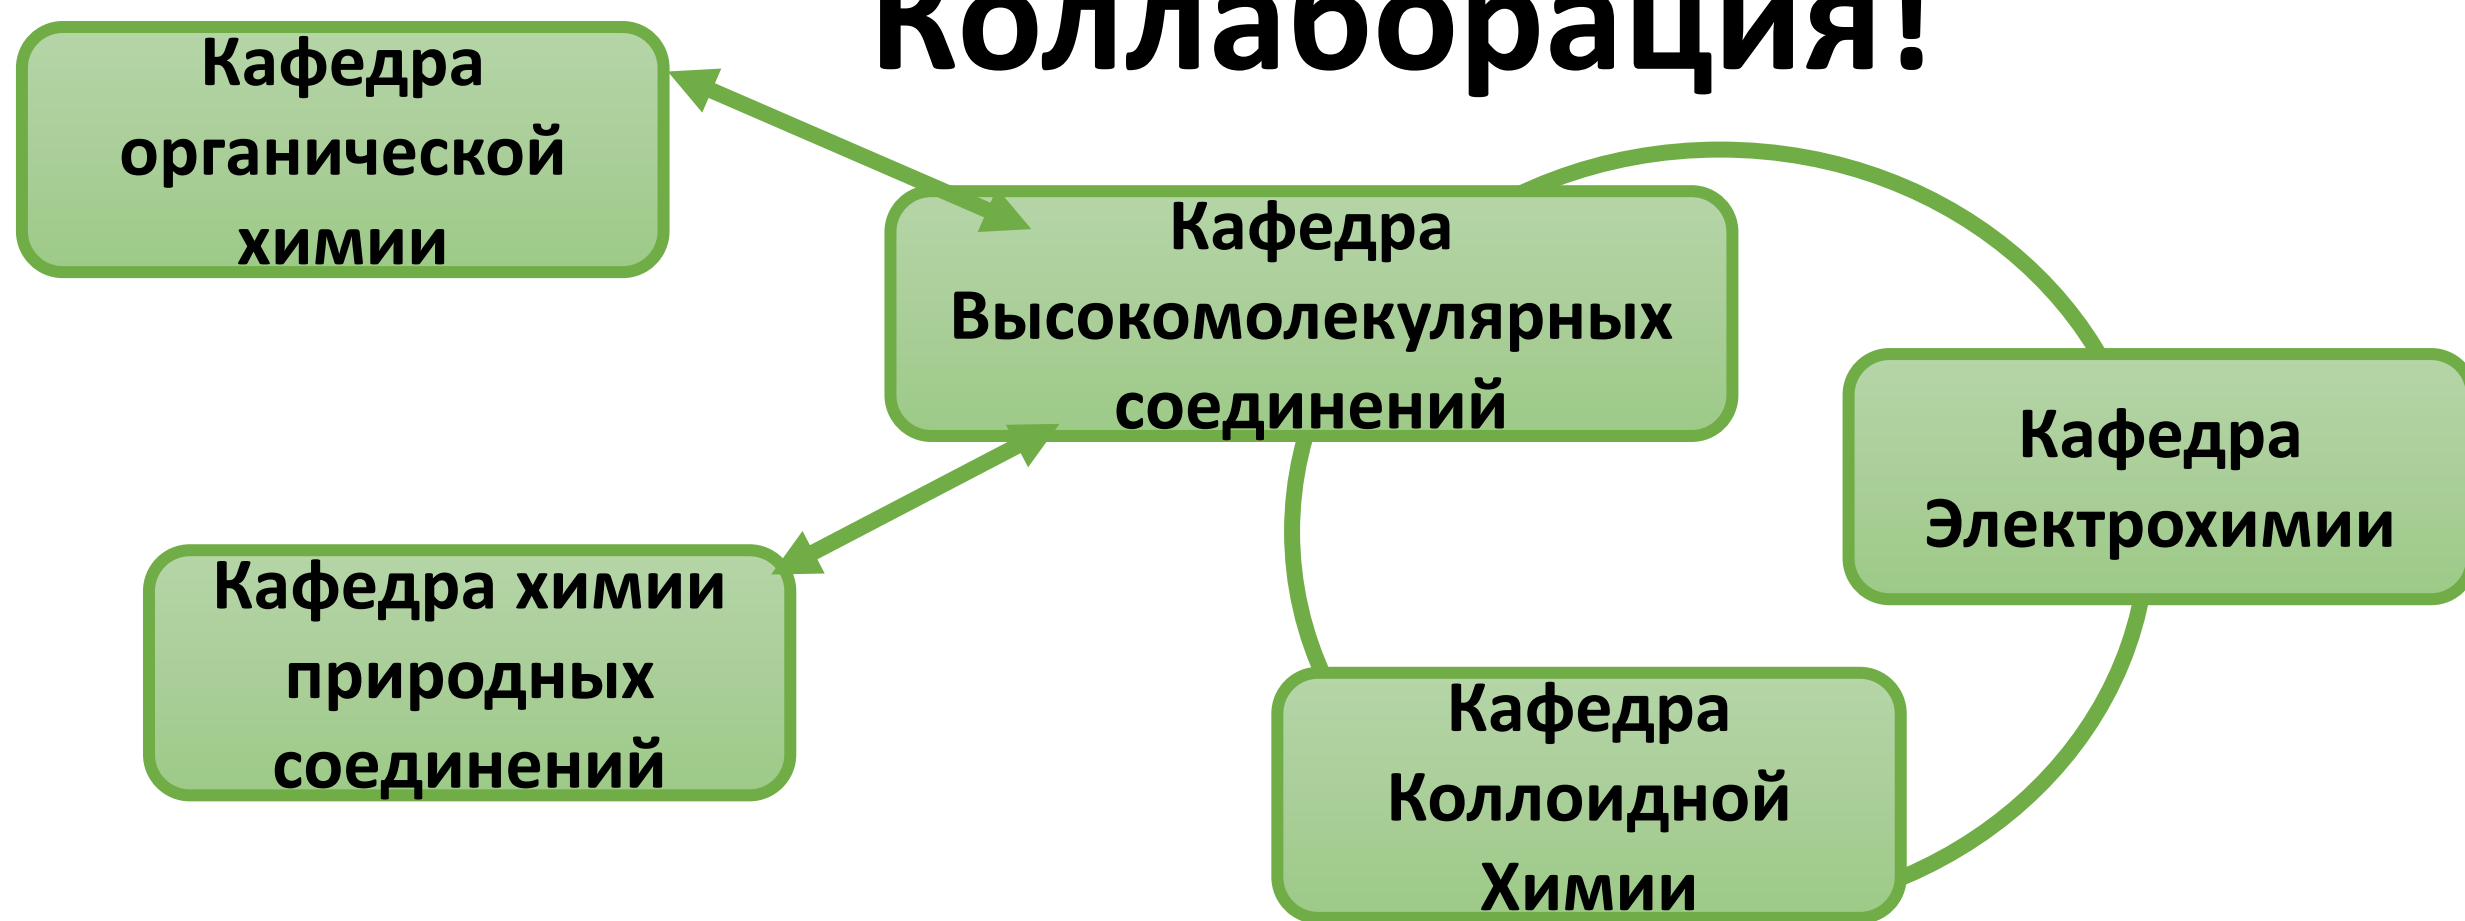 Коллаборация!
Кафедра
органической
химии
Кафедра
Высокомолекулярных
соединений
Кафедра
Электрохимии
Кафедра химии
природных
соединений
Кафедра
Коллоидной
Химии